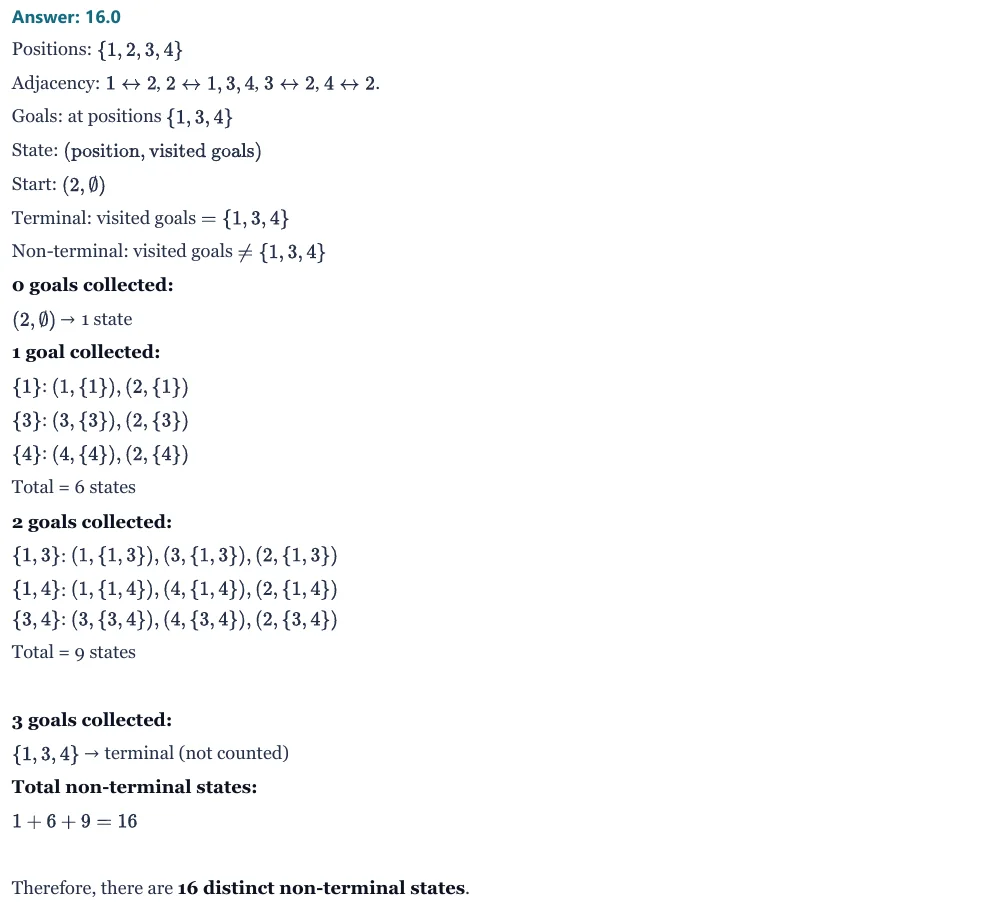 Answer: 16.0
Positions: {1, 2, 3, 4}
Adjacency: 1 ↔ 2, 2 ↔ 1, 3, 4, 3 ↔ 2, 4 ↔ 2.
Goals: at positions {1, 3, 4}
State: (position, visited goals)
Start: (2, ∅)
Terminal: visited goals = {1, 3, 4}
Non-terminal: visited goals ≠ {1, 3, 4}
0 goals collected:
(2, ∅) → 1 state
1 goal collected:
{1}: (1, {1}), (2, {1})
{3}: (3, {3}), (2, {3})
{4}: (4, {4}), (2, {4})
Total = 6 states
2 goals collected:
{1, 3}: (1, {1, 3}), (3, {1, 3}), (2, {1, 3})
{1, 4}: (1, {1, 4}), (4, {1, 4}), (2, {1, 4})
{3, 4}: (3, {3, 4}), (4, {3, 4}), (2, {3, 4})
Total = 9 states
3 goals collected:
{1, 3, 4} → terminal (not counted)
Total non-terminal states:
1 + 6 + 9 = 16
Therefore, there are 16 distinct non-terminal states.